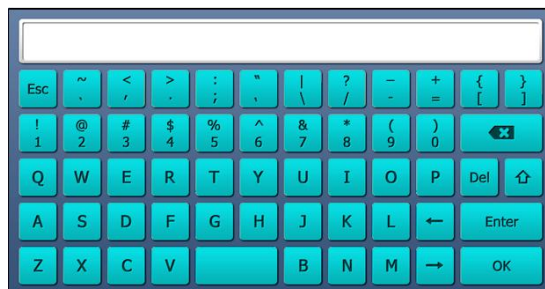 Esc ~ ` < , > . : ; " ' | \ ? / _ - + = { [ } ]
! 1 @ 2 # 3 $ 4 % 5 ^ 6 & 7 * 8 ( 9 ) 0
Q W E R T Y U I O P Del
A S D F G H J K L ← Enter
Z X C V B N M → OK